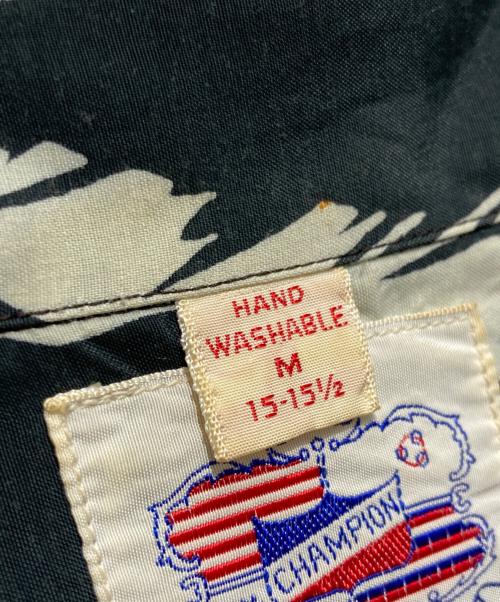 HAND
WASHABLE
M
15-15½
CHAMPION